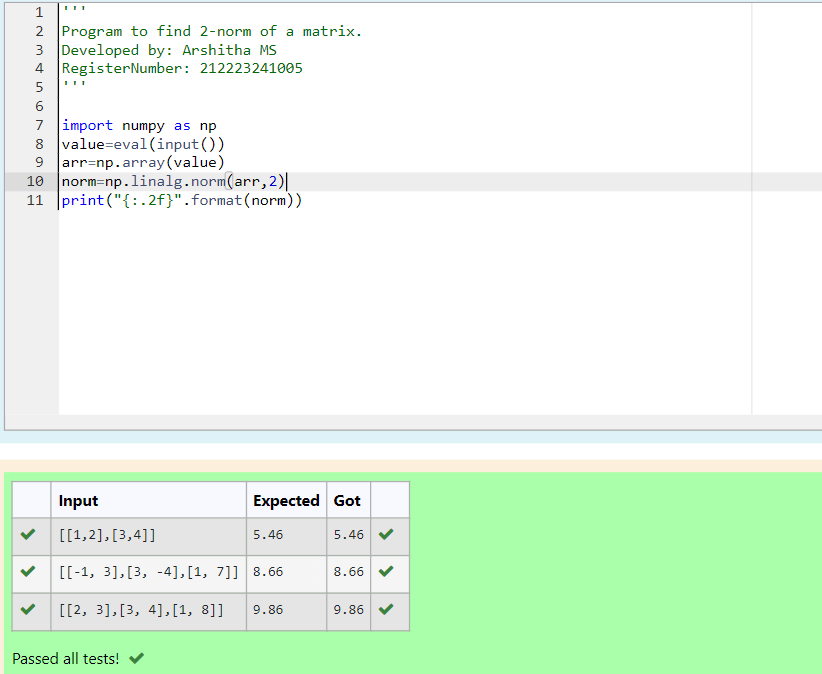 1 '''
2 Program to find 2-norm of a matrix.
3 Developed by: Arshitha MS
4 RegisterNumber: 212223241005
5 '''
6
7 import numpy as np
8 value=eval(input())
9 arr=np.array(value)
10 norm=np.linalg.norm(arr,2)
11 print("{:.2f}".format(norm))
Input Expected Got
[[1,2],[3,4]] 5.46 5.46
[[-1, 3],[3, -4],[1, 7]] 8.66 8.66
[[2, 3],[3, 4],[1, 8]] 9.86 9.86
Passed all tests!